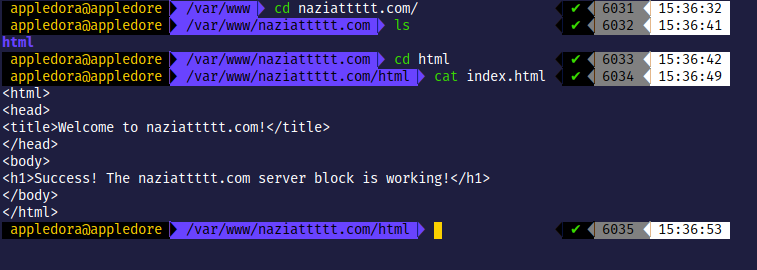 appledora@appledore /var/www cd naziattttt.com/ ✔ 6031 15:36:32
appledora@appledore /var/www/naziattttt.com ls ✔ 6032 15:36:41
html
appledora@appledore /var/www/naziattttt.com cd html ✔ 6033 15:36:42
appledora@appledore /var/www/naziattttt.com/html cat index.html ✔ 6034 15:36:49
<html>
<head>
<title>Welcome to naziattttt.com!</title>
</head>
<body>
<h1>Success! The naziattttt.com server block is working!</h1>
</body>
</html>
appledora@appledore /var/www/naziattttt.com/html ✔ 6035 15:36:53